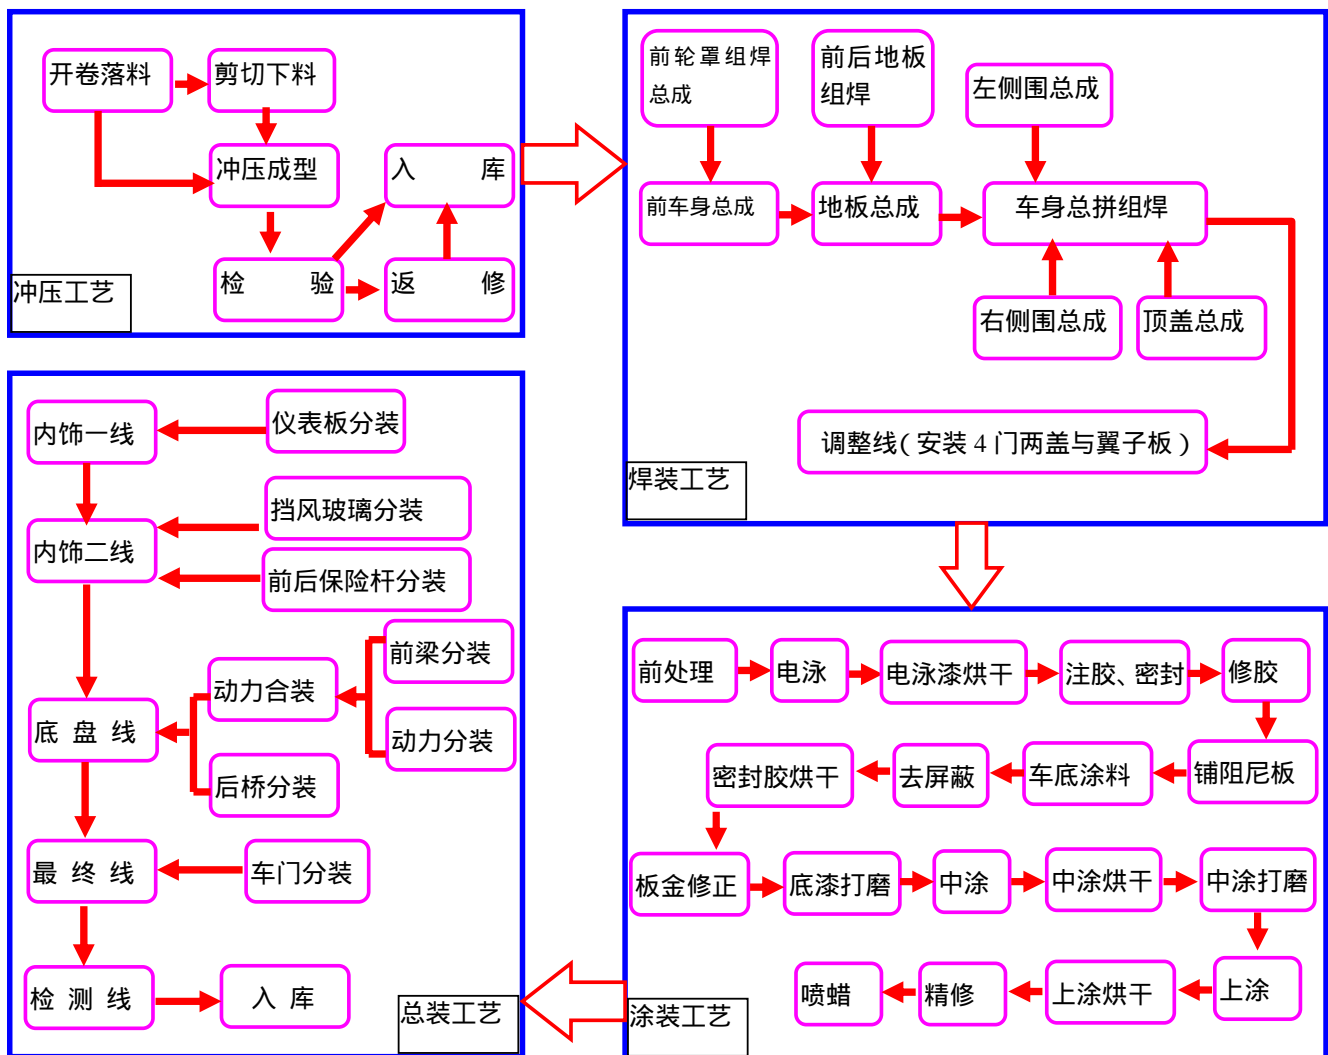 开卷落料
剪切下料
冲压成型
入 库
检 验
返 修
冲压工艺
前轮罩组焊
总成
前后地板
组焊
左侧围总成
前车身总成
地板总成
车身总拼组焊
右侧围总成
顶盖总成
调整线（安装 4 门两盖与翼子板）
焊装工艺
内饰一线
仪表板分装
挡风玻璃分装
内饰二线
前后保险杆分装
前梁分装
动力合装
底 盘 线
动力分装
后桥分装
最 终 线
车门分装
检 测 线
入 库
总装工艺
前处理
电泳
电泳漆烘干
注胶、密封
修胶
密封胶烘干
去屏蔽
车底涂料
铺阻尼板
板金修正
底漆打磨
中涂
中涂烘干
中涂打磨
喷蜡
精修
上涂烘干
上涂
涂装工艺